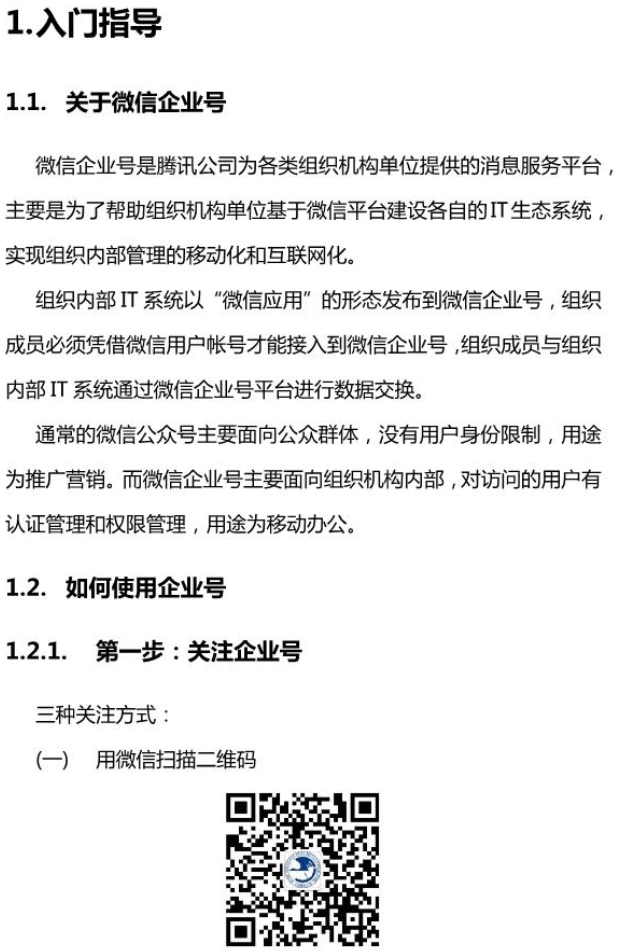 1.入门指导
1.1. 关于微信企业号
微信企业号是腾讯公司为各类组织机构单位提供的消息服务平台，
主要是为了帮助组织机构单位基于微信平台建设各自的IT生态系统，
实现组织内部管理的移动化和互联网化。
组织内部 IT 系统以“微信应用”的形态发布到微信企业号，组织
成员必须凭借微信用户帐号才能接入到微信企业号，组织成员与组织
内部 IT 系统通过微信企业号平台进行数据交换。
通常的微信公众号主要面向公众群体，没有用户身份限制，用途
为推广营销。而微信企业号主要面向组织机构内部，对访问的用户有
认证管理和权限管理，用途为移动办公。
1.2. 如何使用企业号
1.2.1. 第一步：关注企业号
三种关注方式：
(一) 用微信扫描二维码